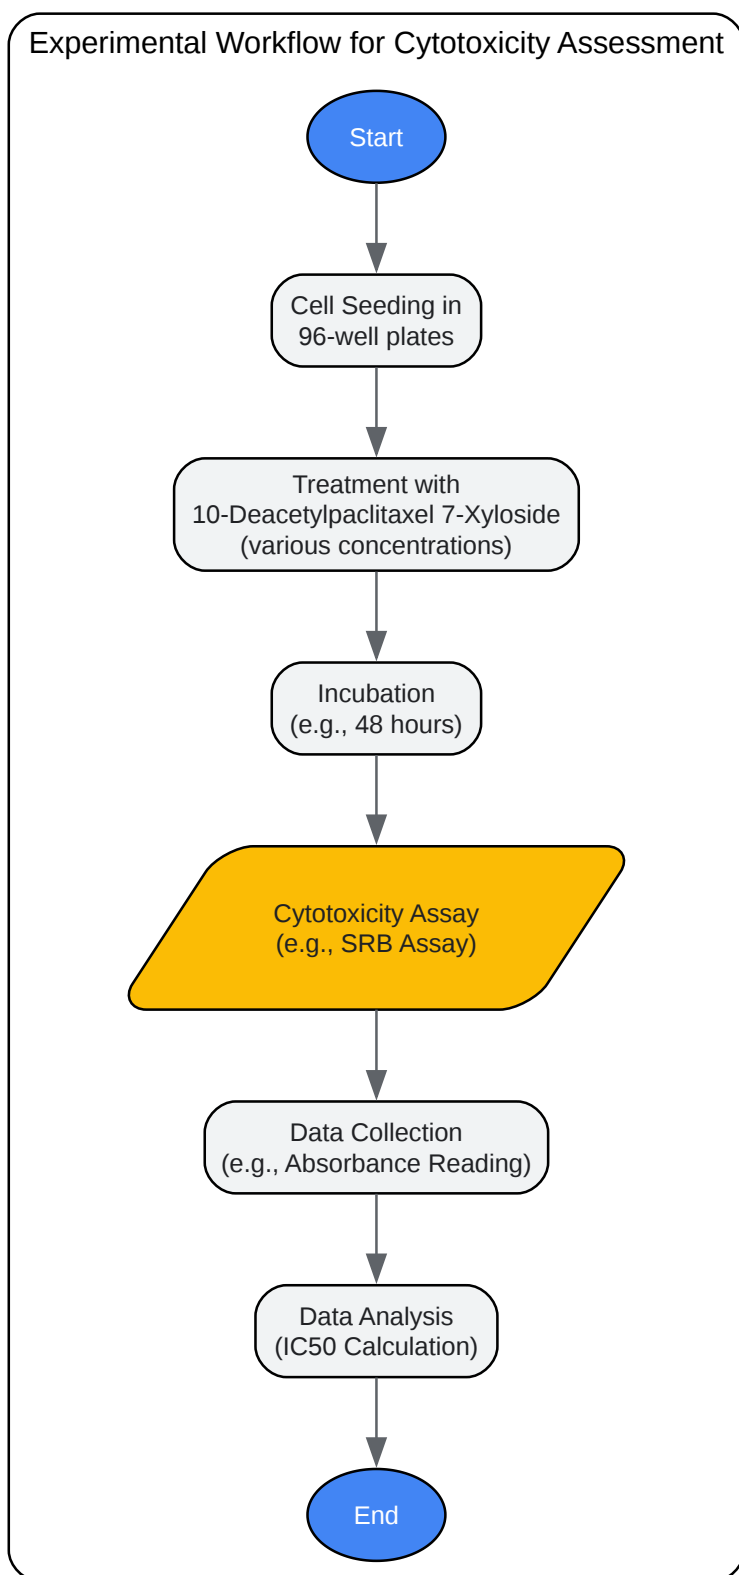 Experimental Workflow for Cytotoxicity Assessment
Start
Cell Seeding in
96-well plates
Treatment with
10-Deacetylpaclitaxel 7-Xyloside
(various concentrations)
Incubation
(e.g., 48 hours)
Cytotoxicity Assay
(e.g., SRB Assay)
Data Collection
(e.g., Absorbance Reading)
Data Analysis
(IC50 Calculation)
End